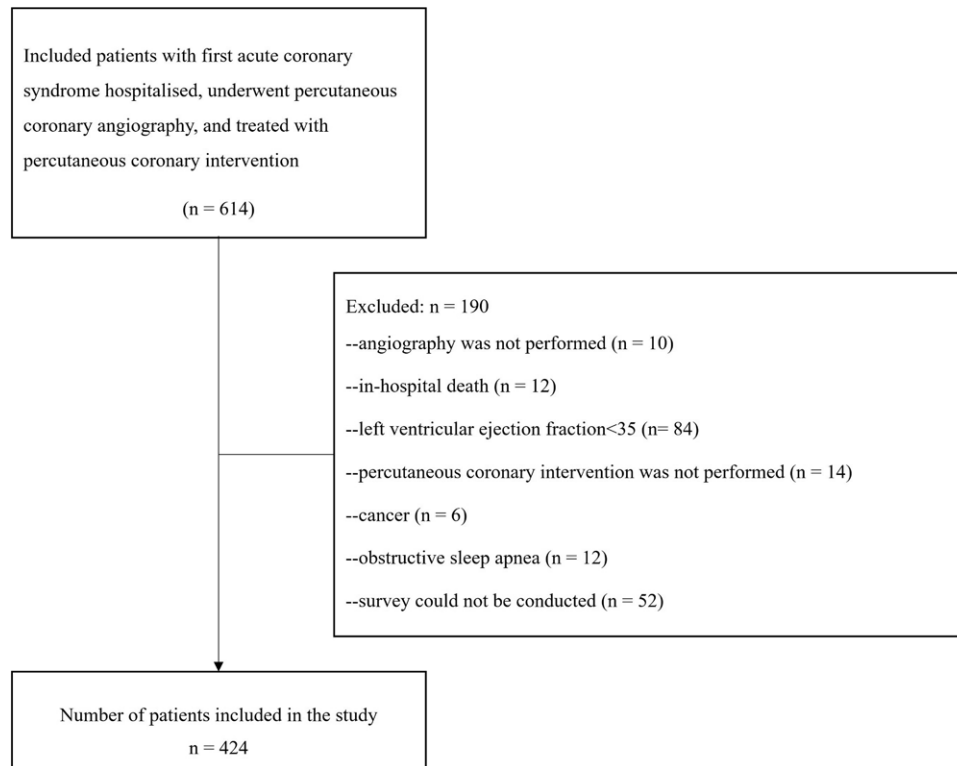 Included patients with first acute coronary
syndrome hospitalised, underwent percutaneous
coronary angiography, and treated with
percutaneous coronary intervention
(n = 614)
Excluded: n = 190
--angiography was not performed (n = 10)
--in-hospital death (n = 12)
--left ventricular ejection fraction<35 (n= 84)
--percutaneous coronary intervention was not performed (n = 14)
--cancer (n = 6)
--obstructive sleep apnea (n = 12)
--survey could not be conducted (n = 52)
Number of patients included in the study
n = 424